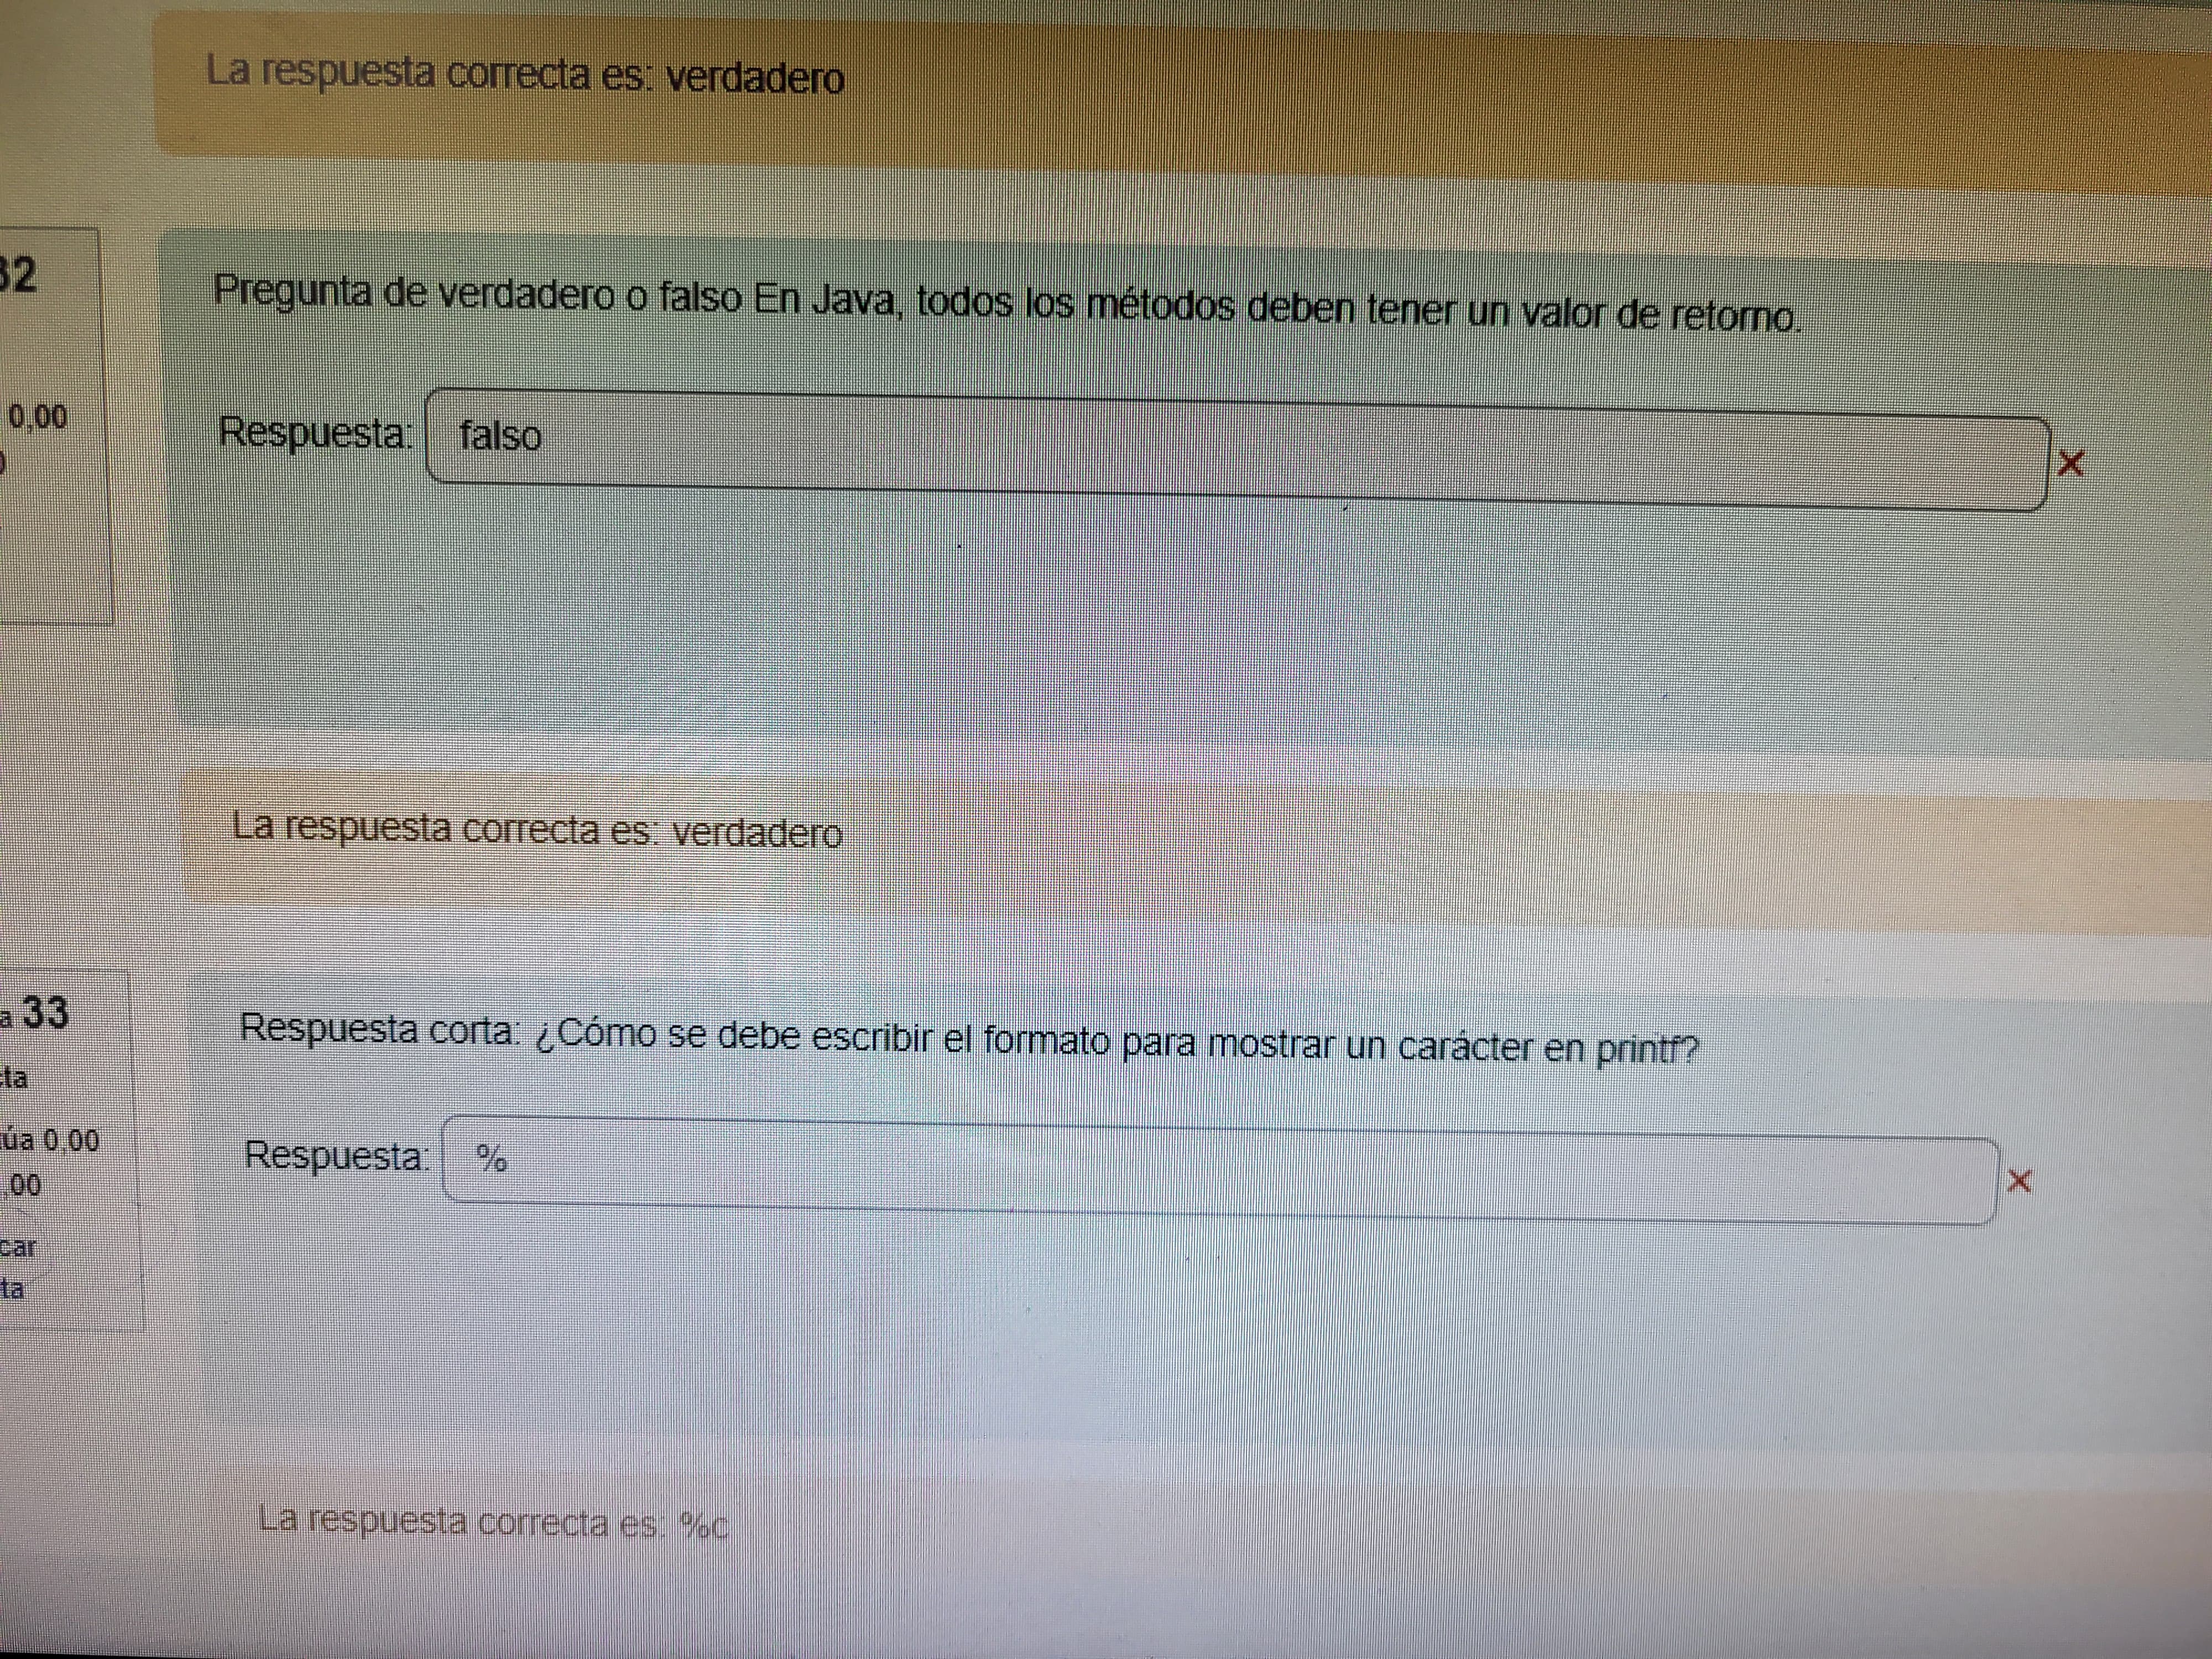 La respuesta correcta es: verdadero
32
0,00
Pregunta de verdadero o falso En Java, todos los métodos deben tener un valor de retorno.
Respuesta: falso
La respuesta correcta es: verdadero
33
Respuesta corta: ¿Cómo se debe escribir el formato para mostrar un carácter en printf?
ta
úa 0,00
00
Respuesta: %
car
ta
La respuesta correcta es: %c